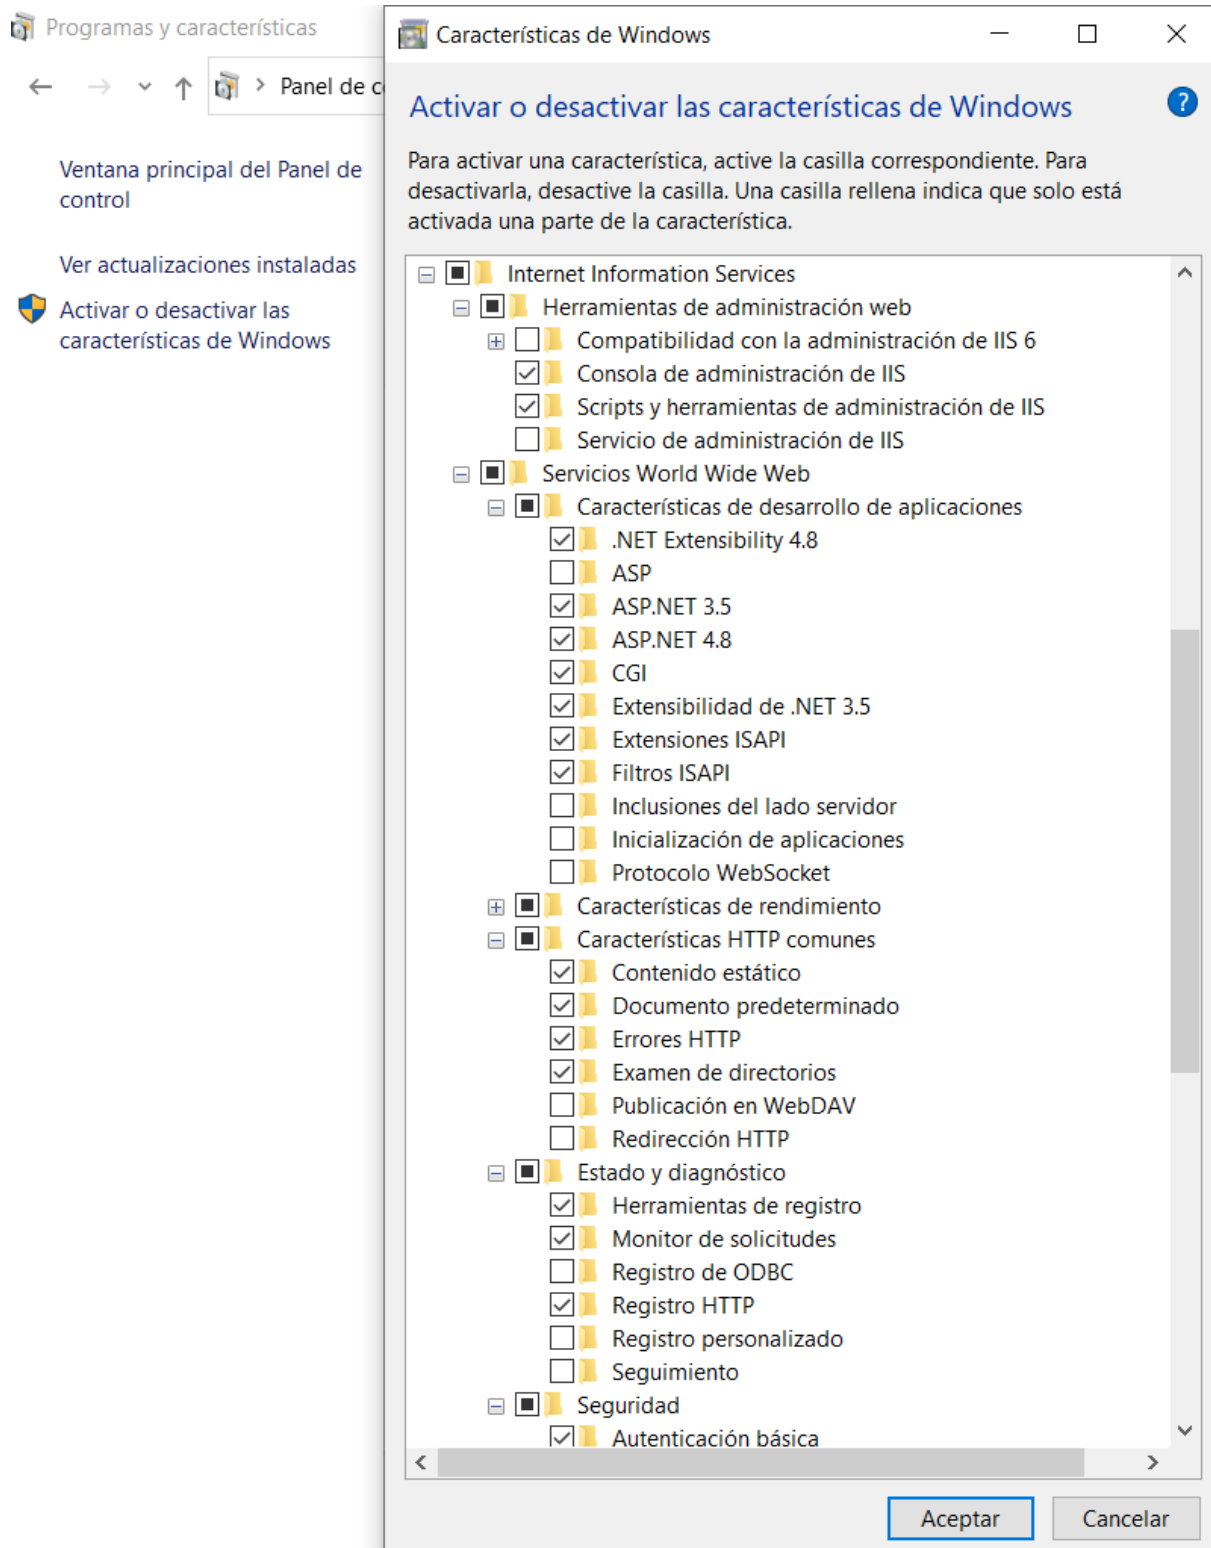 Programas y características
Panel de c
Ventana principal del Panel de
control
Ver actualizaciones instaladas
Activar o desactivar las
características de Windows
Características de Windows
Activar o desactivar las características de Windows
?
Para activar una característica, active la casilla correspondiente. Para
desactivarla, desactive la casilla. Una casilla rellena indica que solo está
activada una parte de la característica.
Internet Information Services
Herramientas de administración web
Compatibilidad con la administración de IIS 6
Consola de administración de IIS
Scripts y herramientas de administración de IIS
Servicio de administración de IIS
Servicios World Wide Web
Características de desarrollo de aplicaciones
.NET Extensibility 4.8
ASP
ASP.NET 3.5
ASP.NET 4.8
CGI
Extensibilidad de .NET 3.5
Extensiones ISAPI
Filtros ISAPI
Inclusiones del lado servidor
Inicialización de aplicaciones
Protocolo WebSocket
Características de rendimiento
Características HTTP comunes
Contenido estático
Documento predeterminado
Errores HTTP
Examen de directorios
Publicación en WebDAV
Redirección HTTP
Estado y diagnóstico
Herramientas de registro
Monitor de solicitudes
Registro de ODBC
Registro HTTP
Registro personalizado
Seguimiento
Seguridad
Autenticación básica
Aceptar
Cancelar